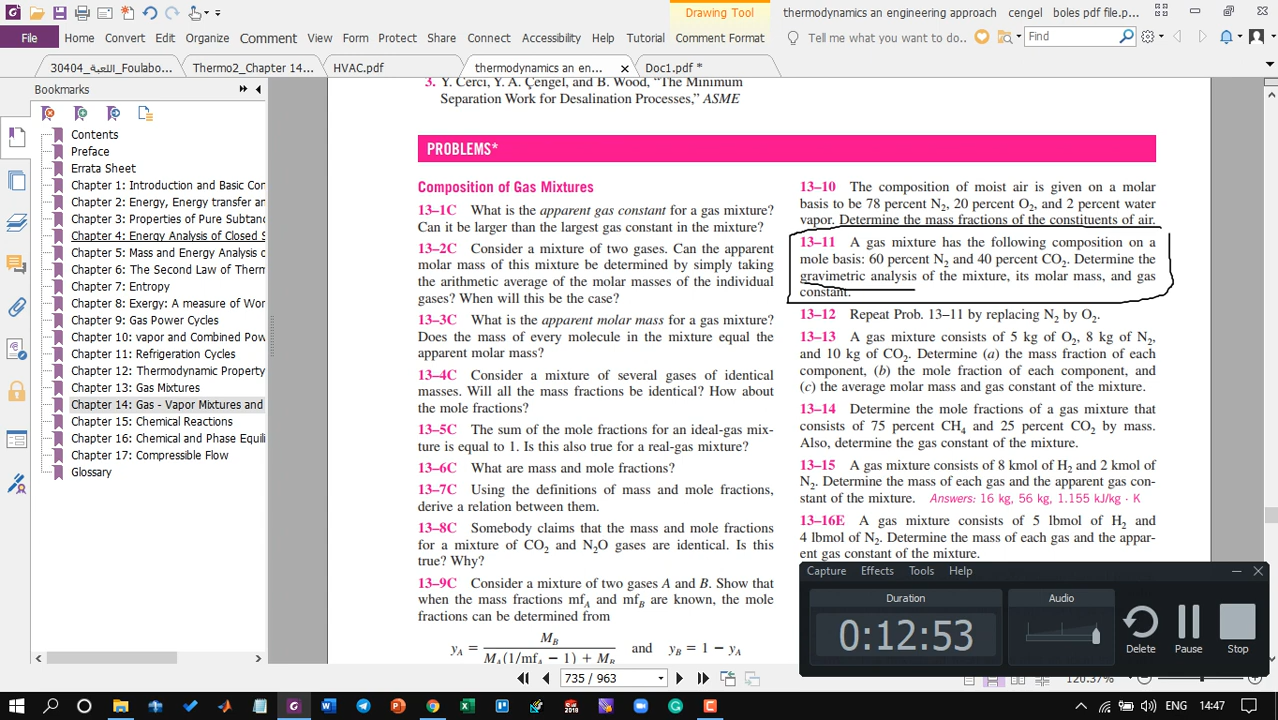 Drawing Tool
thermodynamics an engineering approach cengel boles pdf file.p...
File Home Convert Edit Organize Comment View Form Protect Share Connect Accessibility Help Tutorial Comment Format Tell me what you want to do.. Find
30404_اللعبة_Foulabo... Thermo2_Chapter 14... HVAC.pdf thermodynamics an en... Doc1.pdf *
Bookmarks
Contents
Preface
Errata Sheet
Chapter 1: Introduction and Basic Con
Chapter 2: Energy, Energy transfer an
Chapter 3: Properties of Pure Subtanc
Chapter 4: Energy Analysis of Closed S
Chapter 5: Mass and Energy Analysis o
Chapter 6: The Second Law of Therm
Chapter 7: Entropy
Chapter 8: Exergy: A measure of Wor
Chapter 9: Gas Power Cycles
Chapter 10: vapor and Combined Pow
Chapter 11: Refrigeration Cycles
Chapter 12: Thermodynamic Property
Chapter 13: Gas Mixtures
Chapter 14: Gas - Vapor Mixtures and
Chapter 15: Chemical Reactions
Chapter 16: Chemical and Phase Equili
Chapter 17: Compressible Flow
Glossary
3. Y. Cerci, Y. A. Çengel, and B. Wood, “The Minimum
Separation Work for Desalination Processes,” ASME
PROBLEMS*
Composition of Gas Mixtures
13–1C What is the apparent gas constant for a gas mixture?
Can it be larger than the largest gas constant in the mixture?
13–2C Consider a mixture of two gases. Can the apparent
molar mass of this mixture be determined by simply taking
the arithmetic average of the molar masses of the individual
gases? When will this be the case?
13–3C What is the apparent molar mass for a gas mixture?
Does the mass of every molecule in the mixture equal the
apparent molar mass?
13–4C Consider a mixture of several gases of identical
masses. Will all the mass fractions be identical? How about
the mole fractions?
13–5C The sum of the mole fractions for an ideal-gas mix-
ture is equal to 1. Is this also true for a real-gas mixture?
13–6C What are mass and mole fractions?
13–7C Using the definitions of mass and mole fractions,
derive a relation between them.
13–8C Somebody claims that the mass and mole fractions
for a mixture of CO₂ and N₂O gases are identical. Is this
true? Why?
13–9C Consider a mixture of two gases A and B. Show that
when the mass fractions mf_A and mf_B are known, the mole
fractions can be determined from
y_A = M_B / (M_A(1/mf_A − 1) + M_B) and y_B = 1 − y_A
13–10 The composition of moist air is given on a molar
basis to be 78 percent N₂, 20 percent O₂, and 2 percent water
vapor. Determine the mass fractions of the constituents of air.
13–11 A gas mixture has the following composition on a
mole basis: 60 percent N₂ and 40 percent CO₂. Determine the
gravimetric analysis of the mixture, its molar mass, and gas
constant.
13–12 Repeat Prob. 13–11 by replacing N₂ by O₂.
13–13 A gas mixture consists of 5 kg of O₂, 8 kg of N₂,
and 10 kg of CO₂. Determine (a) the mass fraction of each
component, (b) the mole fraction of each component, and
(c) the average molar mass and gas constant of the mixture.
13–14 Determine the mole fractions of a gas mixture that
consists of 75 percent CH₄ and 25 percent CO₂ by mass.
Also, determine the gas constant of the mixture.
13–15 A gas mixture consists of 8 kmol of H₂ and 2 kmol of
N₂. Determine the mass of each gas and the apparent gas con-
stant of the mixture. Answers: 16 kg, 56 kg, 1.155 kJ/kg · K
13–16E A gas mixture consists of 5 lbmol of H₂ and
4 lbmol of N₂. Determine the mass of each gas and the appar-
ent gas constant of the mixture.
Capture Effects Tools Help
Duration Audio
0:12:53
Delete Pause Stop
735 / 963
120.37%
ENG 14:47